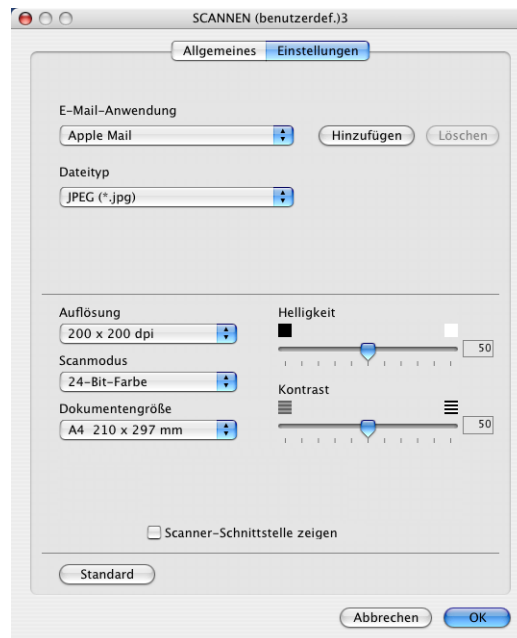 SCANNEN (benutzerdef.)3
Allgemeines Einstellungen
E-Mail-Anwendung
Apple Mail Hinzufügen Löschen
Dateityp
JPEG (*.jpg)
Auflösung Helligkeit
200 x 200 dpi 50
Scanmodus
24-Bit-Farbe Kontrast
Dokumentengröße
A4 210 x 297 mm 50
Scanner-Schnittstelle zeigen
Standard
Abbrechen OK